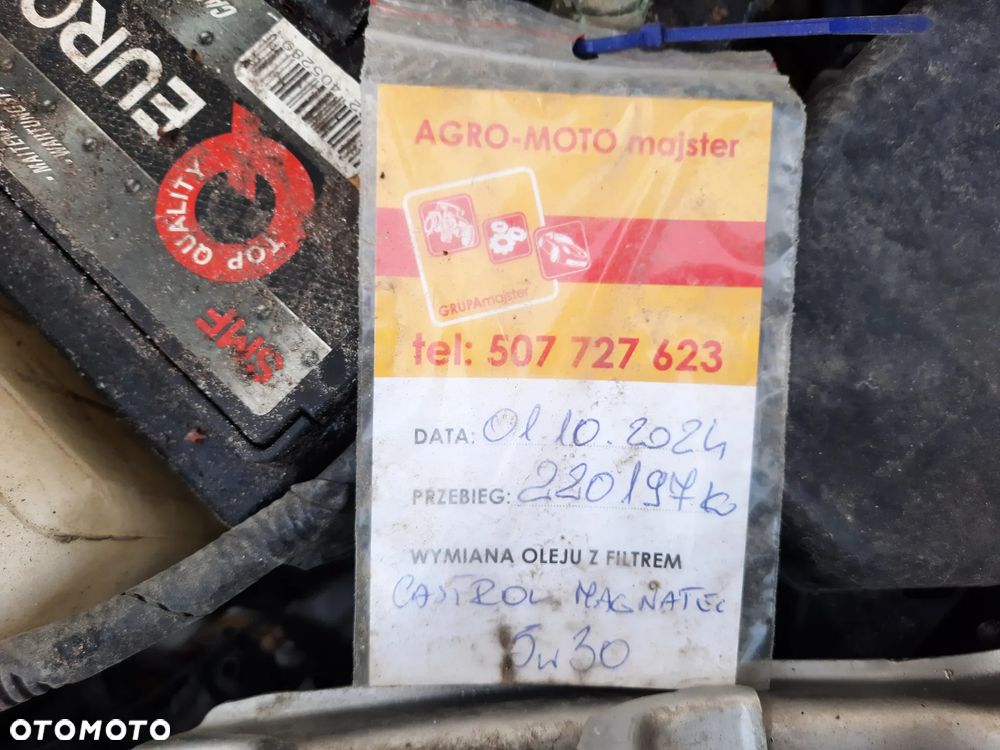 EURO
TOP QUALITY
SMF
AGRO-MOTO majster
GRUPAmajster
tel: 507 727 623
DATA: 01.10.2024
PRZEBIEG: 220197 k
WYMIANA OLEJU Z FILTREM
CASTROL MAGNATEC
5w30
OTOMOTO